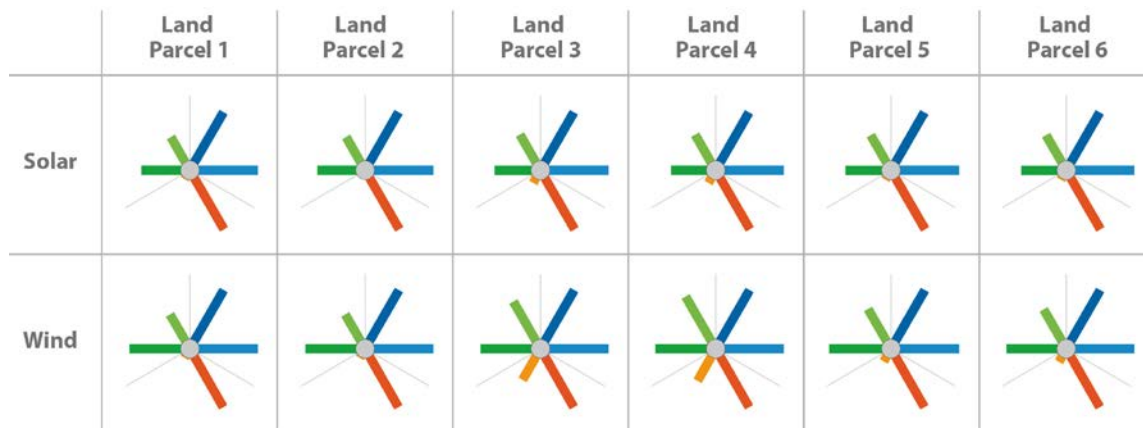 Land Parcel 1
Land Parcel 2
Land Parcel 3
Land Parcel 4
Land Parcel 5
Land Parcel 6
Solar
Wind